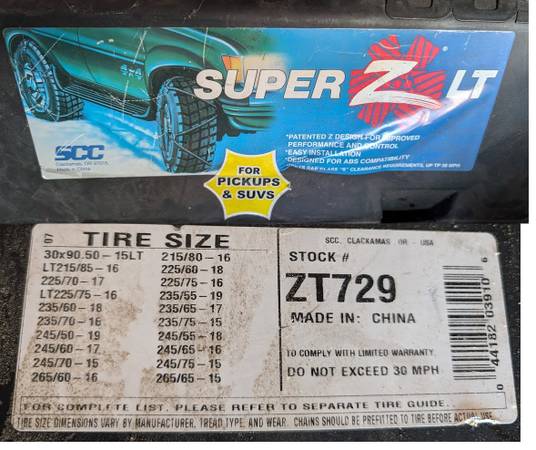 SUPER Z LT
*PATENTED Z DESIGN FOR IMPROVED
PERFORMANCE AND CONTROL
*EASY INSTALLATION
*DESIGNED FOR ABS COMPATIBILITY
CLEARANCE REQUIREMENTS, UP TO 30 MPH
SCC
Clackamas, OR 97015
Made in China
FOR
PICKUPS
& SUVS
07
TIRE SIZE
30x90.50-15LT 215/80-16
LT215/85-16 225/60-18
225/70-17 225/75-16
LT225/75-16 235/55-19
235/60-18 235/65-17
235/70-16 235/75-15
245/50-19 245/55-18
245/60-17 245/65-16
245/70-15 245/75-15
265/60-16 265/65-15
SCC, CLACKAMAS OR - USA
STOCK #
ZT729
MADE IN: CHINA
TO COMPLY WITH LIMITED WARRANTY,
DO NOT EXCEED 30 MPH
0 44182 03910 6
FOR COMPLETE LIST, PLEASE REFER TO SEPARATE TIRE GUIDE.
TIRE SIZE DIMENSIONS VARY BY MANUFACTURER, TREAD TYPE, AND WEAR. CHAINS SHOULD BE PREFITTED TO TIRE BEFORE ACTUAL USE.